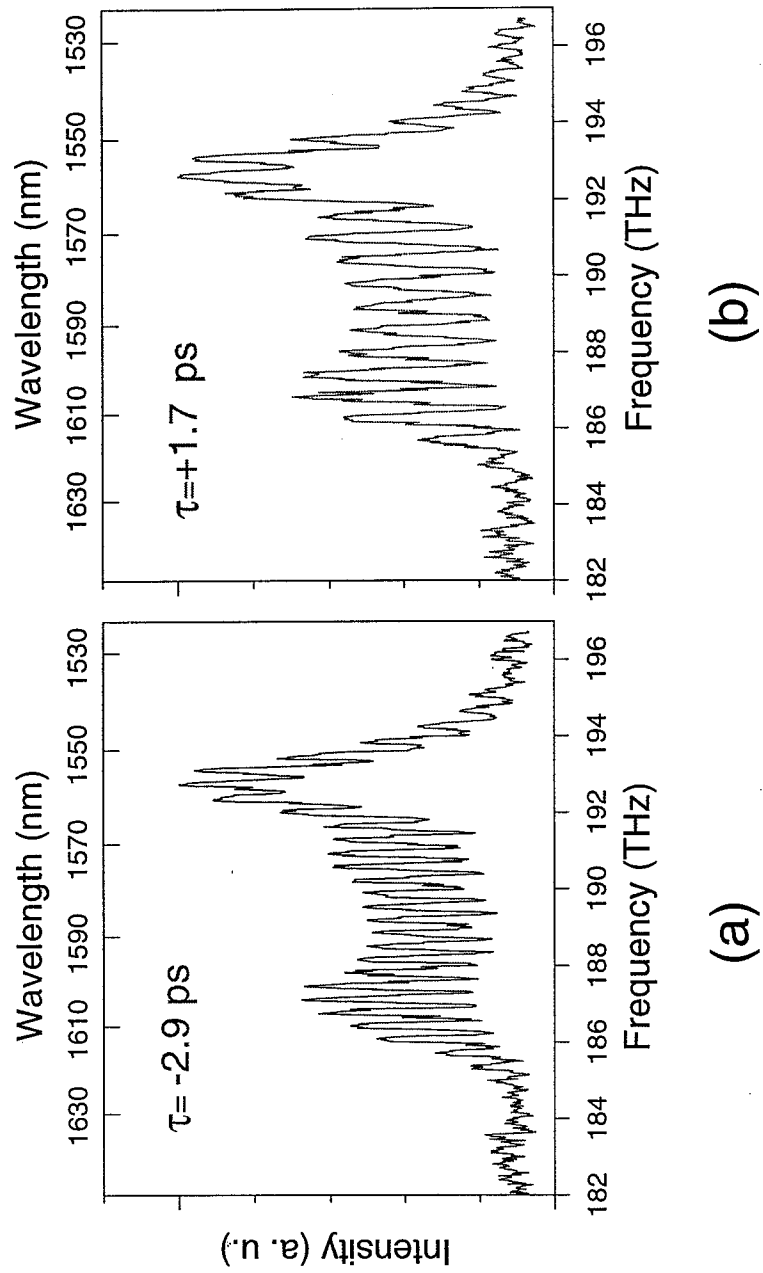 Wavelength (nm)
1630 1610 1590 1570 1550 1530
τ= -2.9 ps
Intensity (a. u.)
182 184 186 188 190 192 194 196
Frequency (THz)
(a)
Wavelength (nm)
1630 1610 1590 1570 1550 1530
τ=+1.7 ps
182 184 186 188 190 192 194 196
Frequency (THz)
(b)